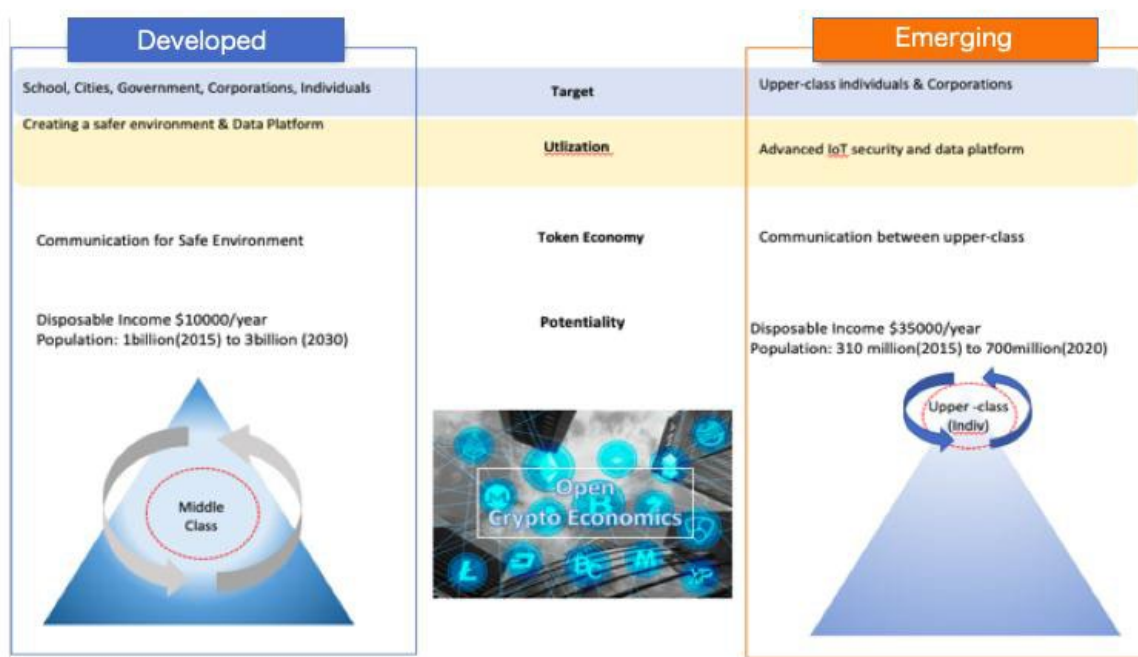 Developed
Emerging
School, Cities, Government, Corporations, Individuals
Target
Upper-class individuals & Corporations
Creating a safer environment & Data Platform
Utlization
Advanced IoT security and data platform
Communication for Safe Environment
Token Economy
Communication between upper-class
Disposable Income $10000/year
Population: 1billion(2015) to 3billion (2030)
Potentiality
Disposable Income $35000/year
Population: 310 million(2015) to 700million(2020)
Upper -class
(Indiv)
Middle
Class
Open
Crypto Economics